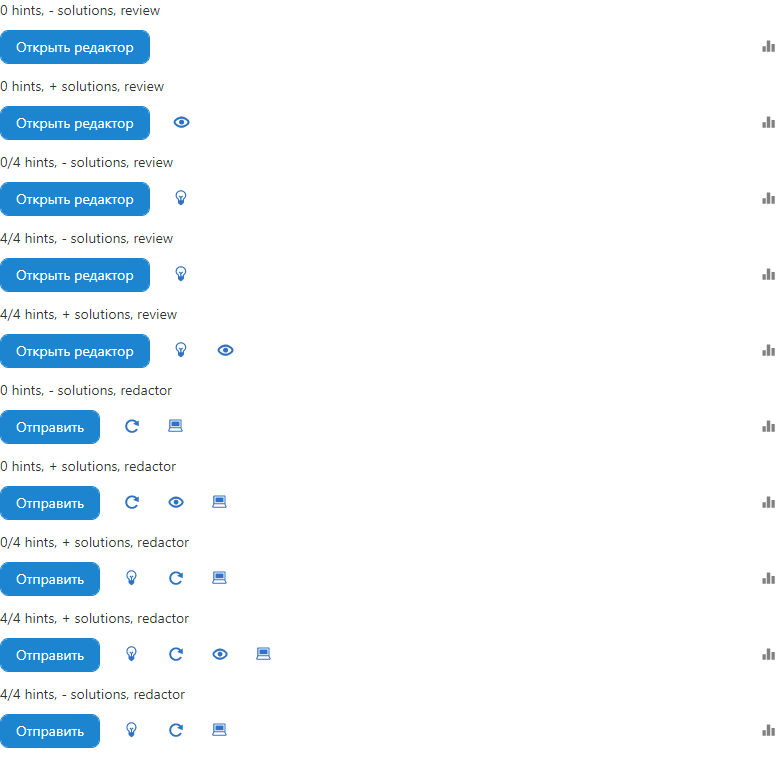 0 hints, - solutions, review
Открыть редактор
0 hints, + solutions, review
Открыть редактор
0/4 hints, - solutions, review
Открыть редактор
4/4 hints, - solutions, review
Открыть редактор
4/4 hints, + solutions, review
Открыть редактор
0 hints, - solutions, redactor
Отправить
0 hints, + solutions, redactor
Отправить
0/4 hints, + solutions, redactor
Отправить
4/4 hints, + solutions, redactor
Отправить
4/4 hints, - solutions, redactor
Отправить